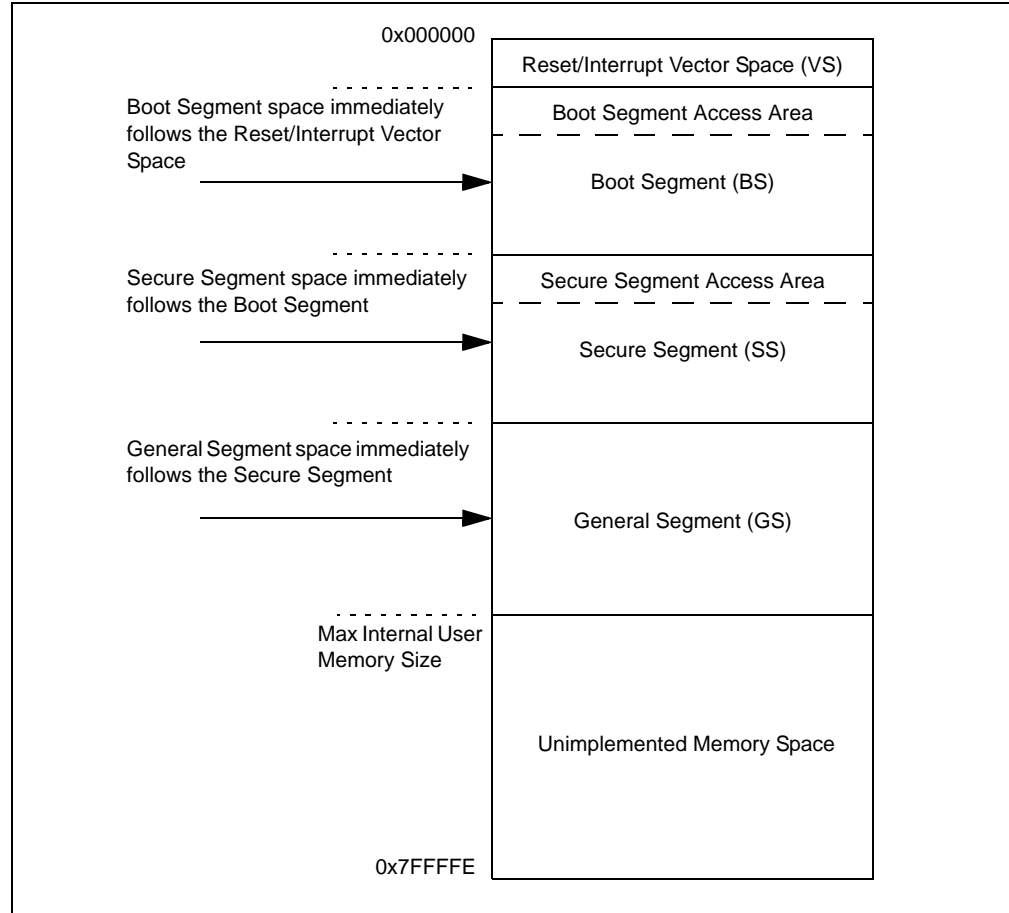 0x000000
Reset/Interrupt Vector Space (VS)
Boot Segment space immediately
follows the Reset/Interrupt Vector
Space
Boot Segment Access Area
Boot Segment (BS)
Secure Segment space immediately
follows the Boot Segment
Secure Segment Access Area
Secure Segment (SS)
General Segment space immediately
follows the Secure Segment
General Segment (GS)
Max Internal User
Memory Size
Unimplemented Memory Space
0x7FFFFE